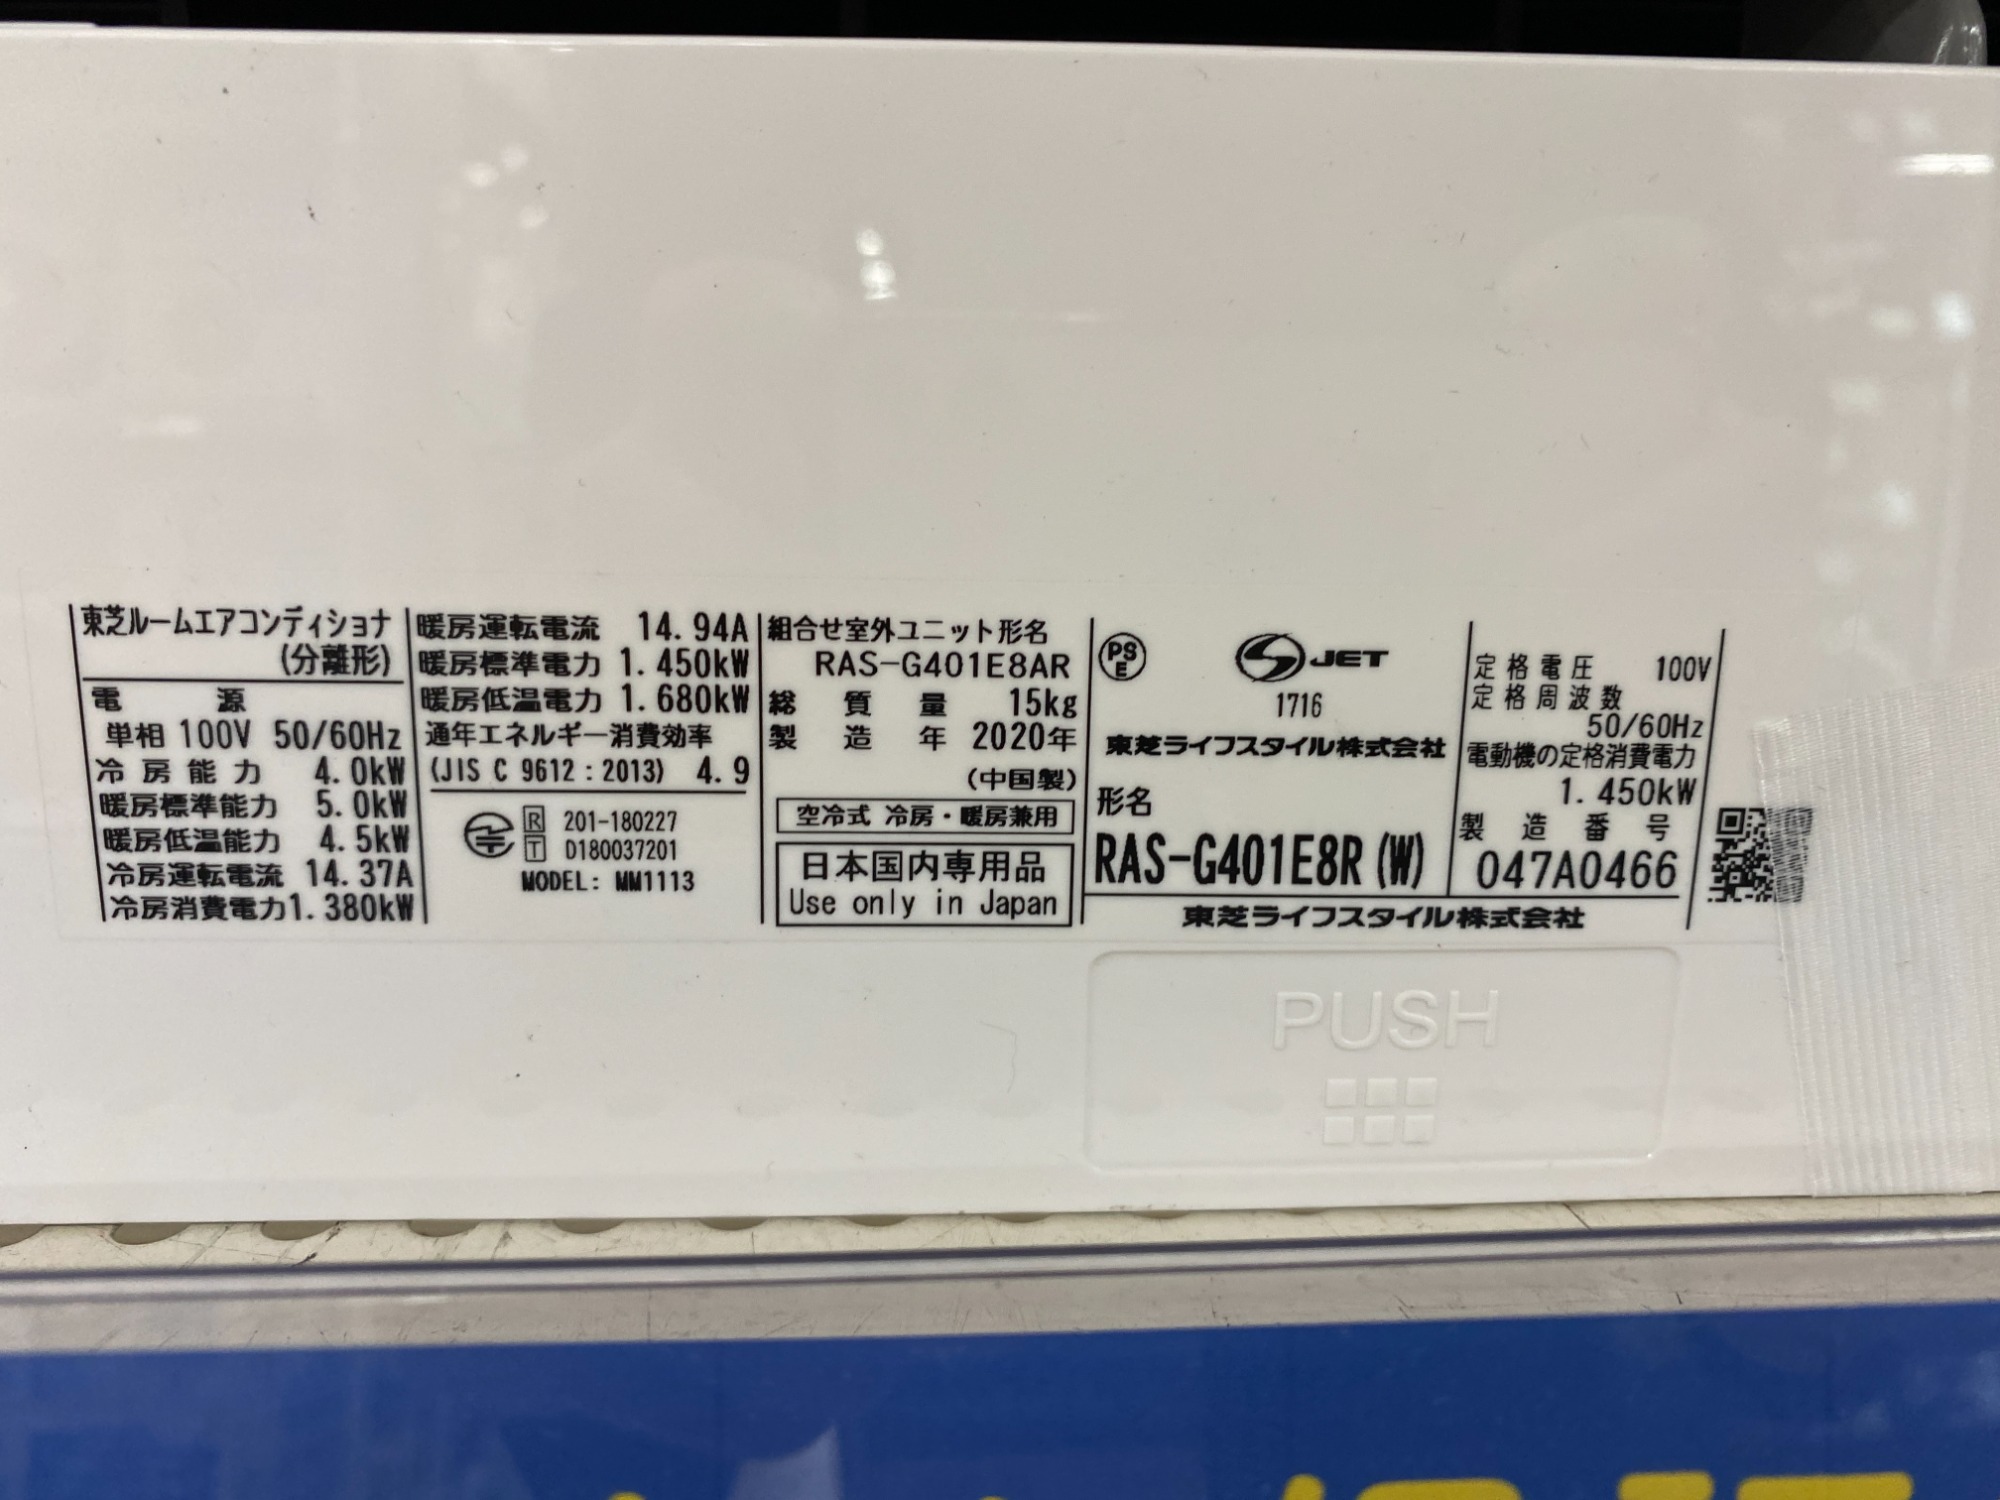 東芝ルームエアコンディショナ
(分離形)
電源
単相 100V 50/60Hz
冷房能力 4.0kW
暖房標準能力 5.0kW
暖房低温能力 4.5kW
冷房運転電流 14.37A
冷房消費電力 1.380kW
暖房運転電流 14.94A
暖房標準電力 1.450kW
暖房低温電力 1.680kW
通年エネルギー消費効率
(JIS C 9612:2013) 4.9
R 201-180227
T D180037201
MODEL: MM1113
組合せ室外ユニット形名
RAS-G401E8AR
総質量 15kg
製造年 2020年
(中国製)
空冷式 冷房・暖房兼用
日本国内専用品
Use only in Japan
PSE
JET
1716
東芝ライフスタイル株式会社
形名
RAS-G401E8R(W)
定格電圧 100V
定格周波数
50/60Hz
電動機の定格消費電力
1.450kW
製造番号
047A0466
東芝ライフスタイル株式会社
PUSH